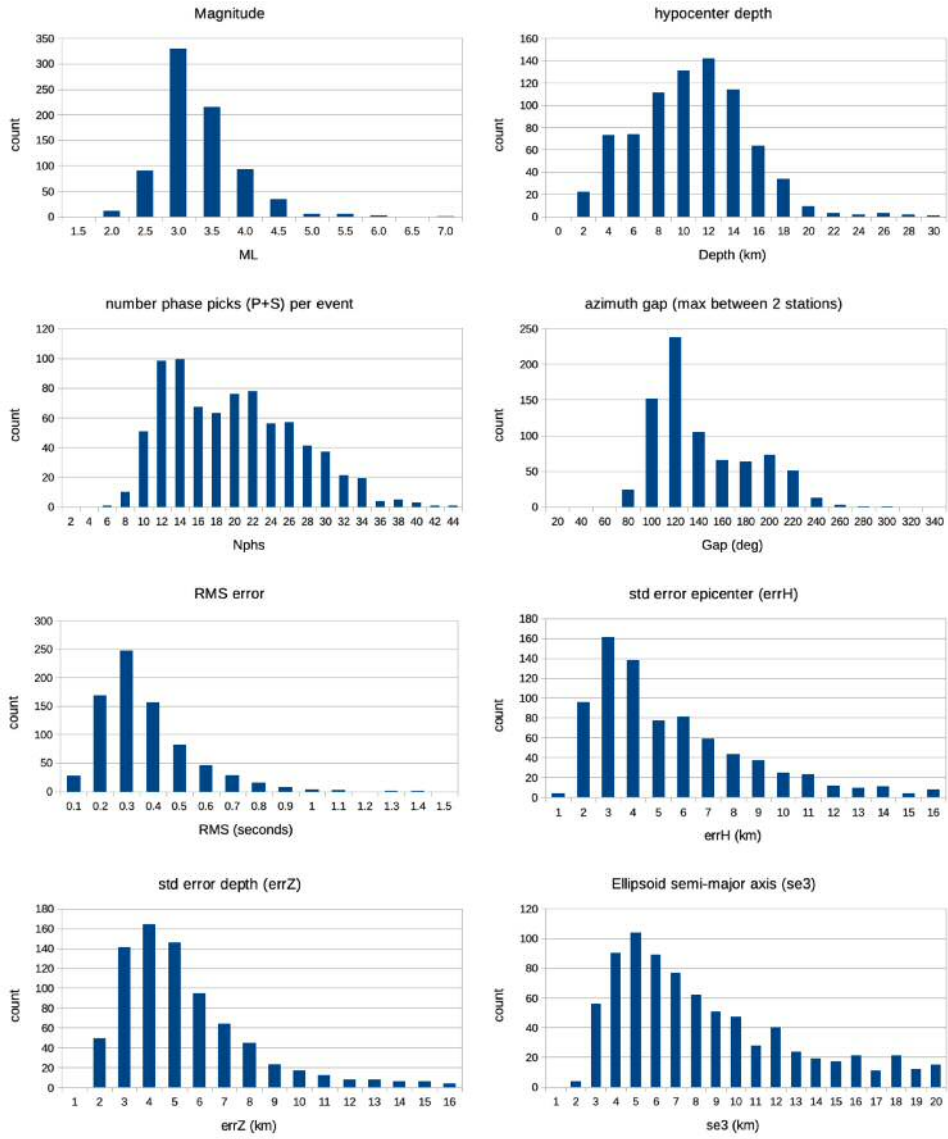 Magnitude
350
300
250
200
150
100
50
0
count
1.5 2.0 2.5 3.0 3.5 4.0 4.5 5.0 5.5 6.0 6.5 7.0
ML
hypocenter depth
160
140
120
100
80
60
40
20
0
count
0 2 4 6 8 10 12 14 16 18 20 22 24 26 28 30
Depth (km)
number phase picks (P+S) per event
120
100
80
60
40
20
0
count
2 4 6 8 10 12 14 16 18 20 22 24 26 28 30 32 34 36 38 40 42 44
Nphs
azimuth gap (max between 2 stations)
250
200
150
100
50
0
count
20 40 60 80 100 120 140 160 180 200 220 240 260 280 300 320 340
Gap (deg)
RMS error
300
250
200
150
100
50
0
count
0.1 0.2 0.3 0.4 0.5 0.6 0.7 0.8 0.9 1 1.1 1.2 1.3 1.4 1.5
RMS (seconds)
std error epicenter (errH)
180
160
140
120
100
80
60
40
20
0
count
1 2 3 4 5 6 7 8 9 10 11 12 13 14 15 16
errH (km)
std error depth (errZ)
180
160
140
120
100
80
60
40
20
0
count
1 2 3 4 5 6 7 8 9 10 11 12 13 14 15 16
errZ (km)
Ellipsoid semi-major axis (se3)
120
100
80
60
40
20
0
count
1 2 3 4 5 6 7 8 9 10 11 12 13 14 15 16 17 18 19 20
se3 (km)